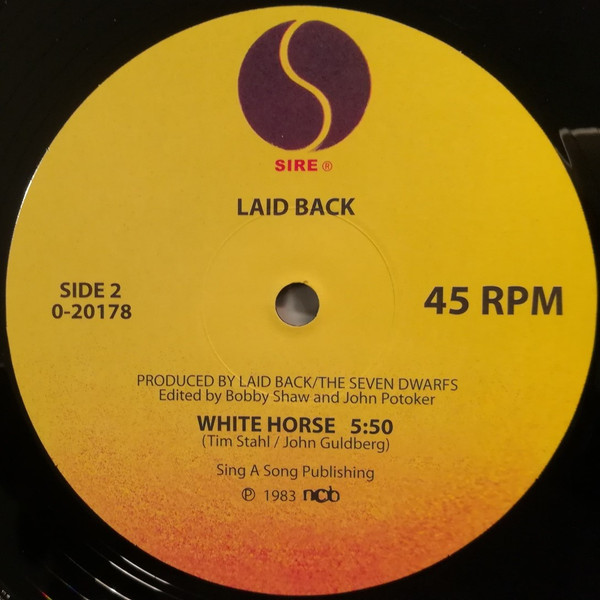 SIRE ®
LAID BACK
SIDE 2
0-20178
45 RPM
PRODUCED BY LAID BACK/THE SEVEN DWARFS
Edited by Bobby Shaw and John Potoker
WHITE HORSE 5:50
(Tim Stahl / John Guldberg)
Sing A Song Publishing
℗ 1983 ncb